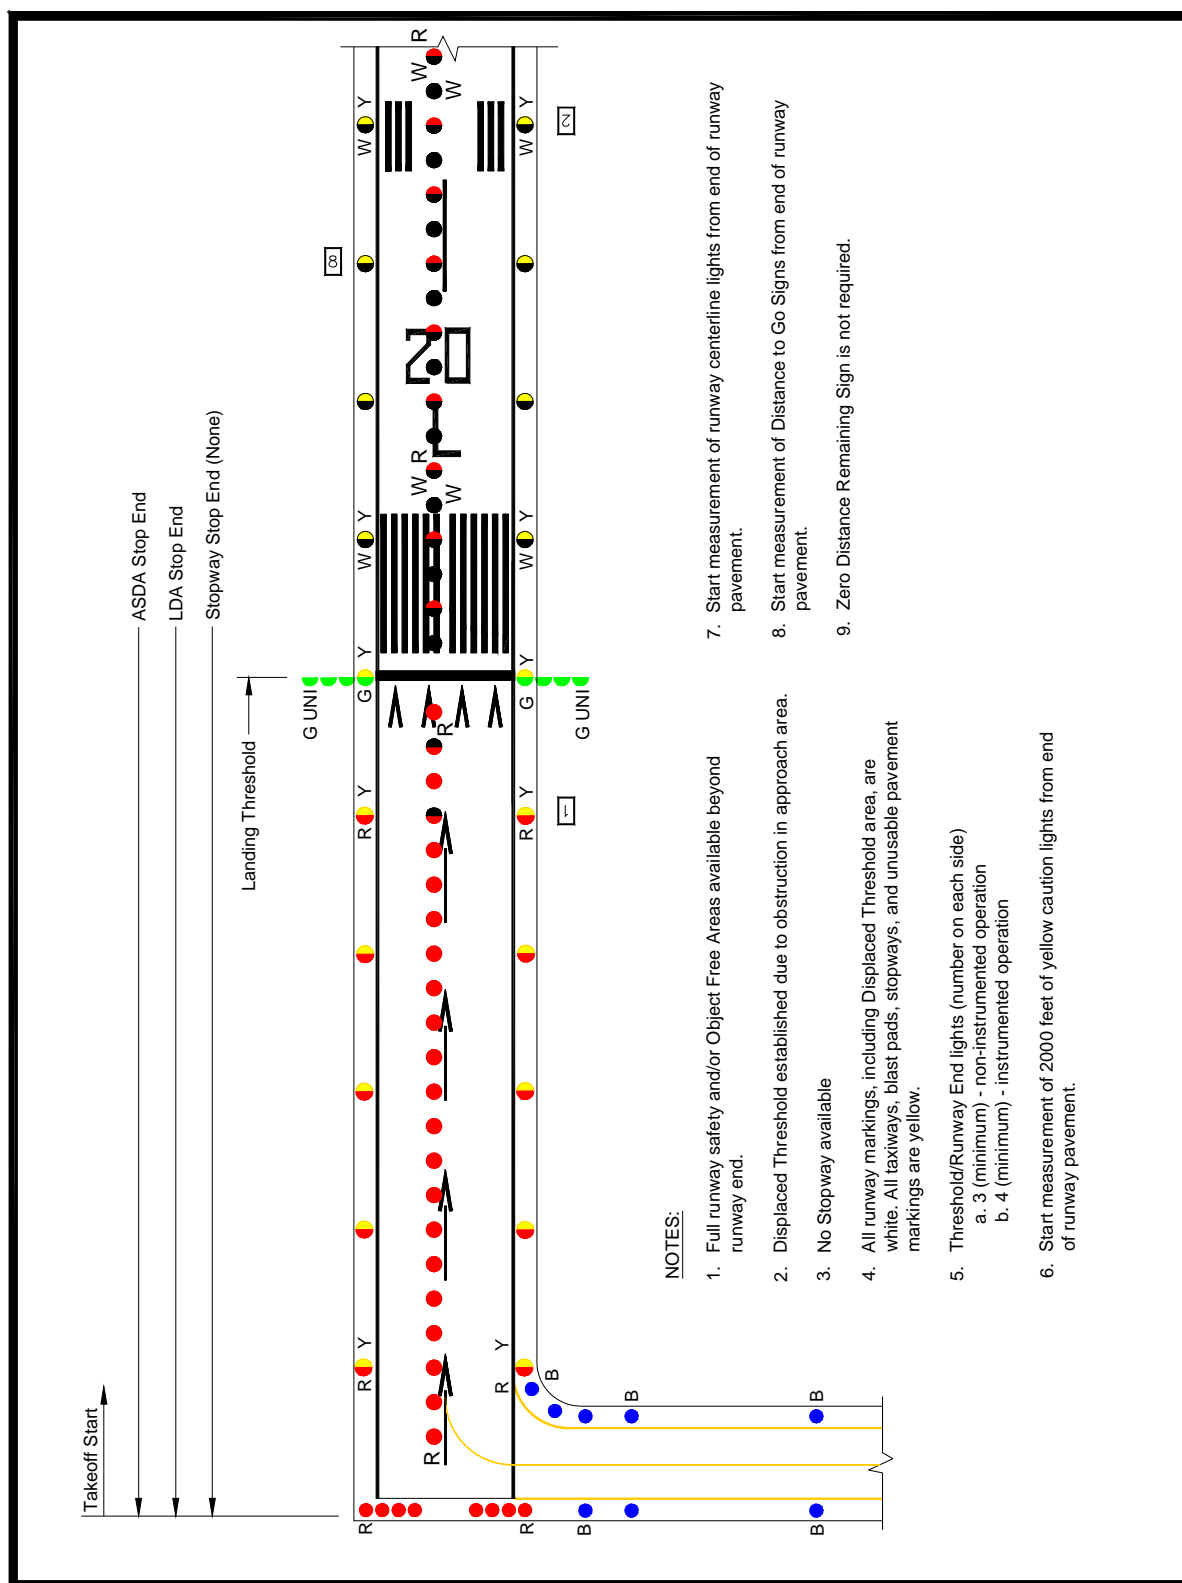 Takeoff Start
ASDA Stop End
LDA Stop End
Stopway Stop End (None)
Landing Threshold
8
G UNI
R
R Y
R Y
G Y
W Y
W Y
R
R
W R
W
20
L
W R
W
R
R Y
R Y
G Y
W Y
W Y
G UNI
1
2
B
B
B
B
B
NOTES:
1. Full runway safety and/or Object Free Areas available beyond
runway end.
2. Displaced Threshold established due to obstruction in approach area.
3. No Stopway available
4. All runway markings, including Displaced Threshold area, are
white. All taxiways, blast pads, stopways, and unusable pavement
markings are yellow.
5. Threshold/Runway End lights (number on each side)
a. 3 (minimum) - non-instrumented operation
b. 4 (minimum) - instrumented operation
6. Start measurement of 2000 feet of yellow caution lights from end
of runway pavement.
7. Start measurement of runway centerline lights from end of runway
pavement.
8. Start measurement of Distance to Go Signs from end of runway
pavement.
9. Zero Distance Remaining Sign is not required.